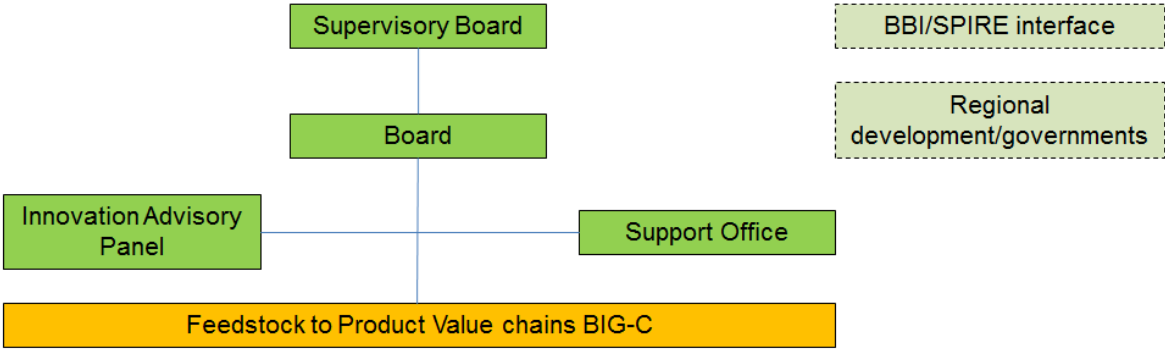 Supervisory Board
BBI/SPIRE interface
Board
Regional
development/governments
Innovation Advisory
Panel
Support Office
Feedstock to Product Value chains BIG-C